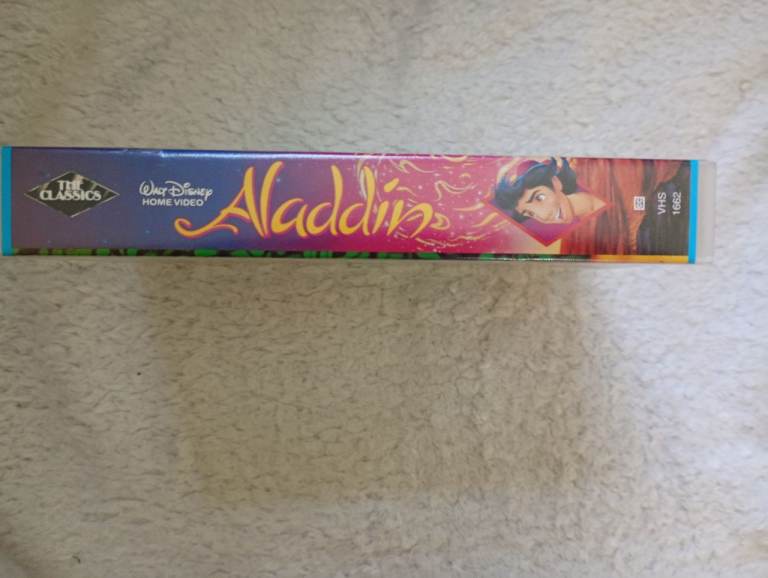 THE
CLASSICS
WALT DISNEY
HOME VIDEO
Aladdin
VHS
1662